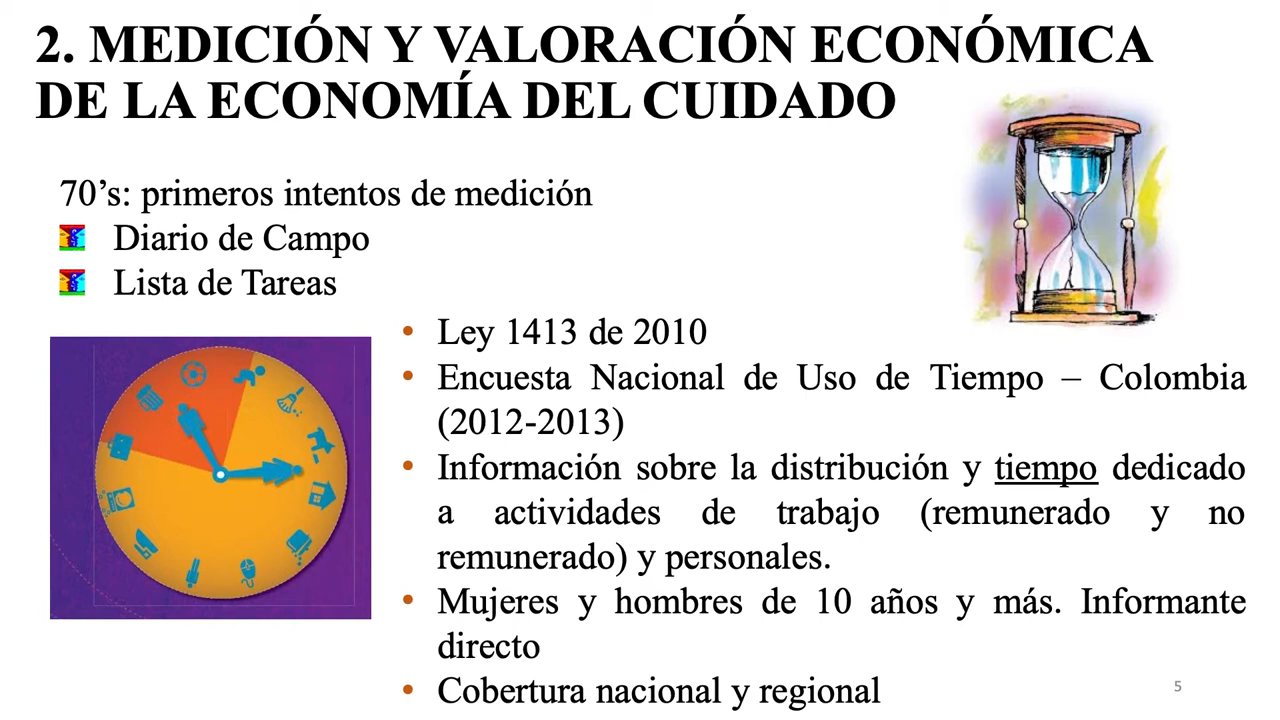 2. MEDICIÓN Y VALORACIÓN ECONÓMICA
DE LA ECONOMÍA DEL CUIDADO
70’s: primeros intentos de medición
Diario de Campo
Lista de Tareas
• Ley 1413 de 2010
• Encuesta Nacional de Uso de Tiempo – Colombia
(2012-2013)
• Información sobre la distribución y tiempo dedicado
a actividades de trabajo (remunerado y no
remunerado) y personales.
• Mujeres y hombres de 10 años y más. Informante
directo
• Cobertura nacional y regional
5